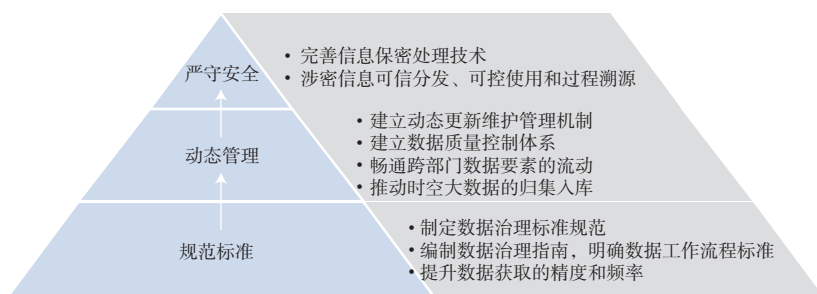 严守安全
• 完善信息保密处理技术
• 涉密信息可信分发、可控使用和过程溯源
动态管理
• 建立动态更新维护管理机制
• 建立数据质量控制体系
• 畅通跨部门数据要素的流动
• 推动时空大数据的归集入库
规范标准
• 制定数据治理标准规范
• 编制数据治理指南，明确数据工作流程标准
• 提升数据获取的精度和频率